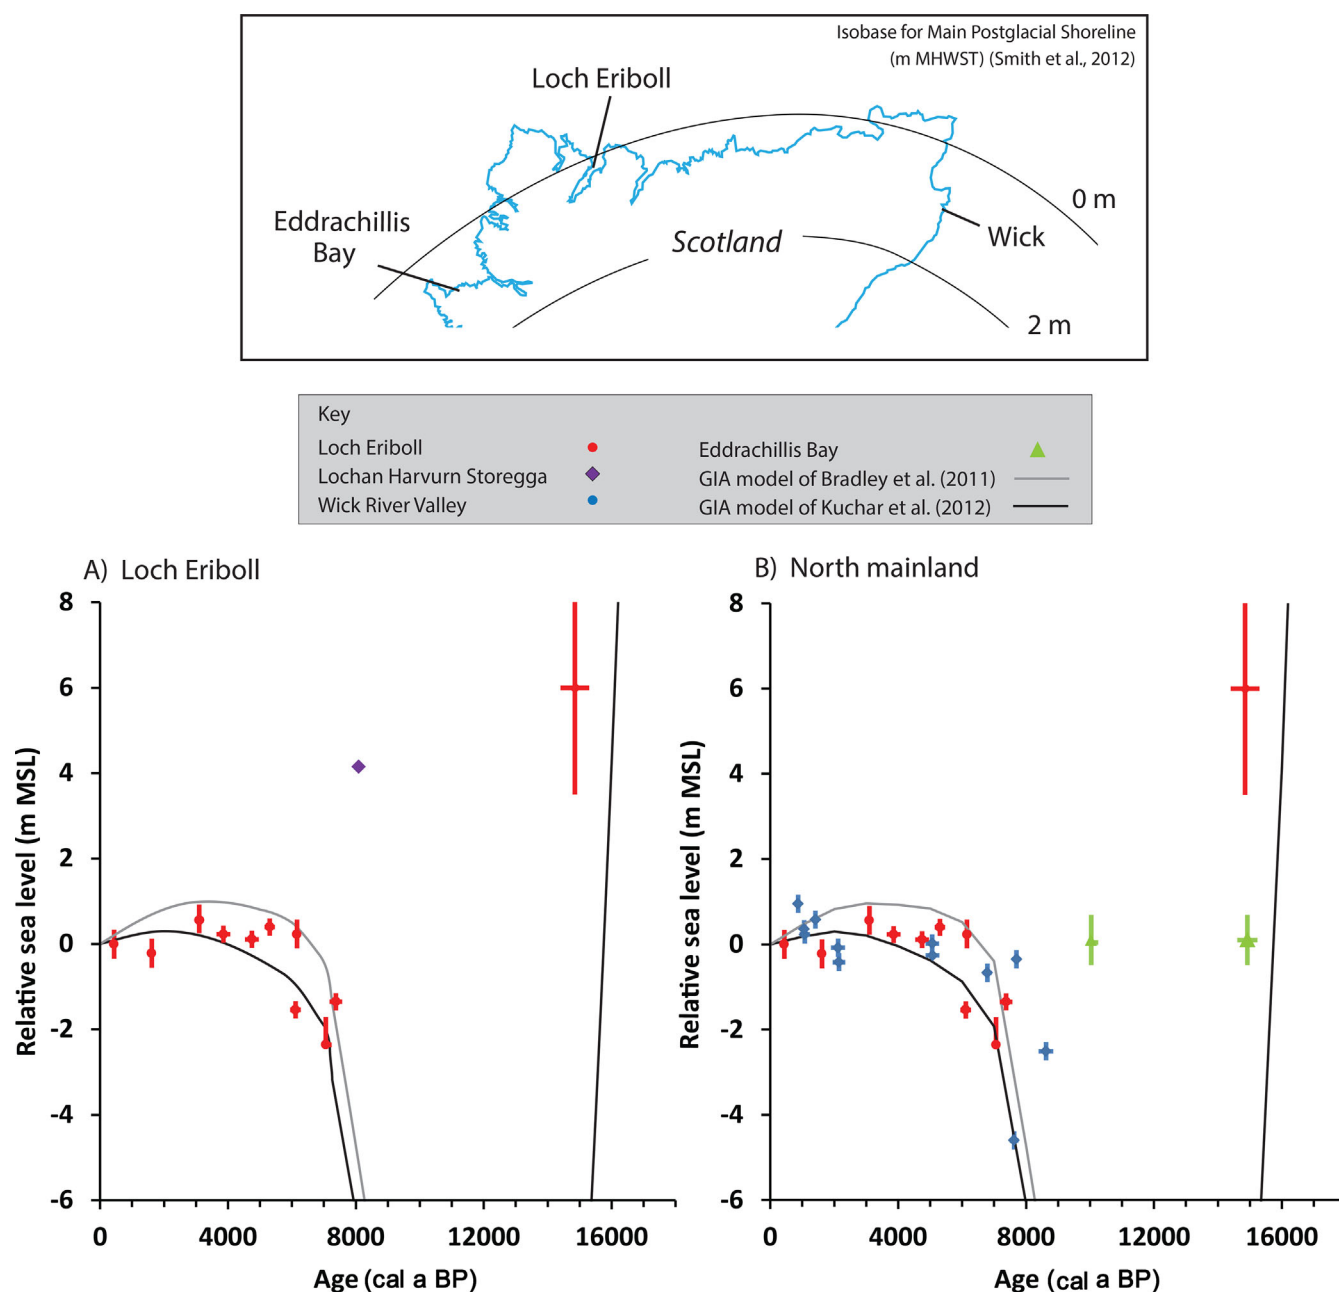 Isobase for Main Postglacial Shoreline
(m MHWST) (Smith et al., 2012)
Loch Eriboll
Eddrachillis
Bay
Scotland
0 m
Wick
2 m
Key
Loch Eriboll
Lochan Harvurn Storegga
Wick River Valley
Eddrachillis Bay
GIA model of Bradley et al. (2011)
GIA model of Kuchar et al. (2012)
A) Loch Eriboll
Relative sea level (m MSL)
8
6
4
2
0
-2
-4
-6
0 4000 8000 12000 16000
Age (cal a BP)
B) North mainland
Relative sea level (m MSL)
8
6
4
2
0
-2
-4
-6
0 4000 8000 12000 16000
Age (cal a BP)